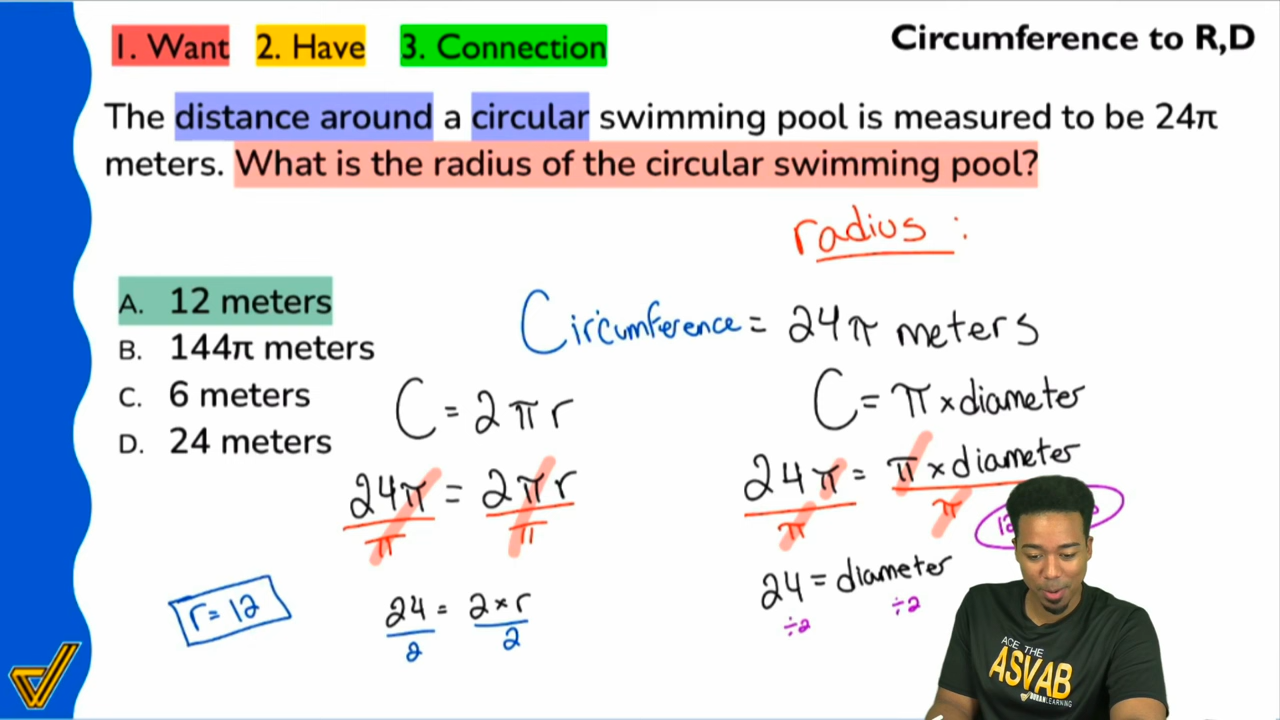 1. Want 2. Have 3. Connection
Circumference to R,D
The distance around a circular swimming pool is measured to be 24π
meters. What is the radius of the circular swimming pool?
radius :
A. 12 meters
B. 144π meters
C. 6 meters
D. 24 meters
Circumference = 24π meters
C = 2πr
24π = 2πr
π π
24 = 2 × r
2 2
r = 12
C = π × diameter
24π = π × diameter
π π
24 = diameter
÷2 ÷2
ACE THE
ASVAB
DURAN LEARNING